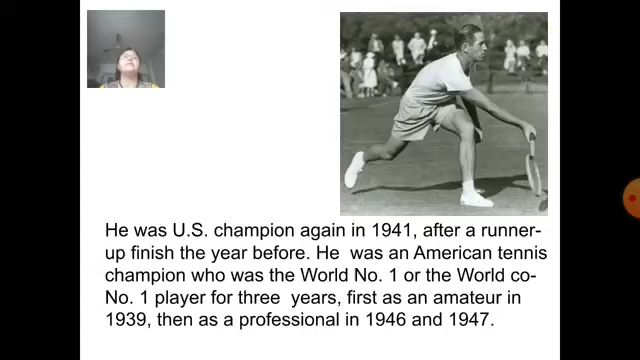 He was U.S. champion again in 1941, after a runner-
up finish the year before. He  was an American tennis
champion who was the World No. 1 or the World co-
No. 1 player for three  years, first as an amateur in
1939, then as a professional in 1946 and 1947.